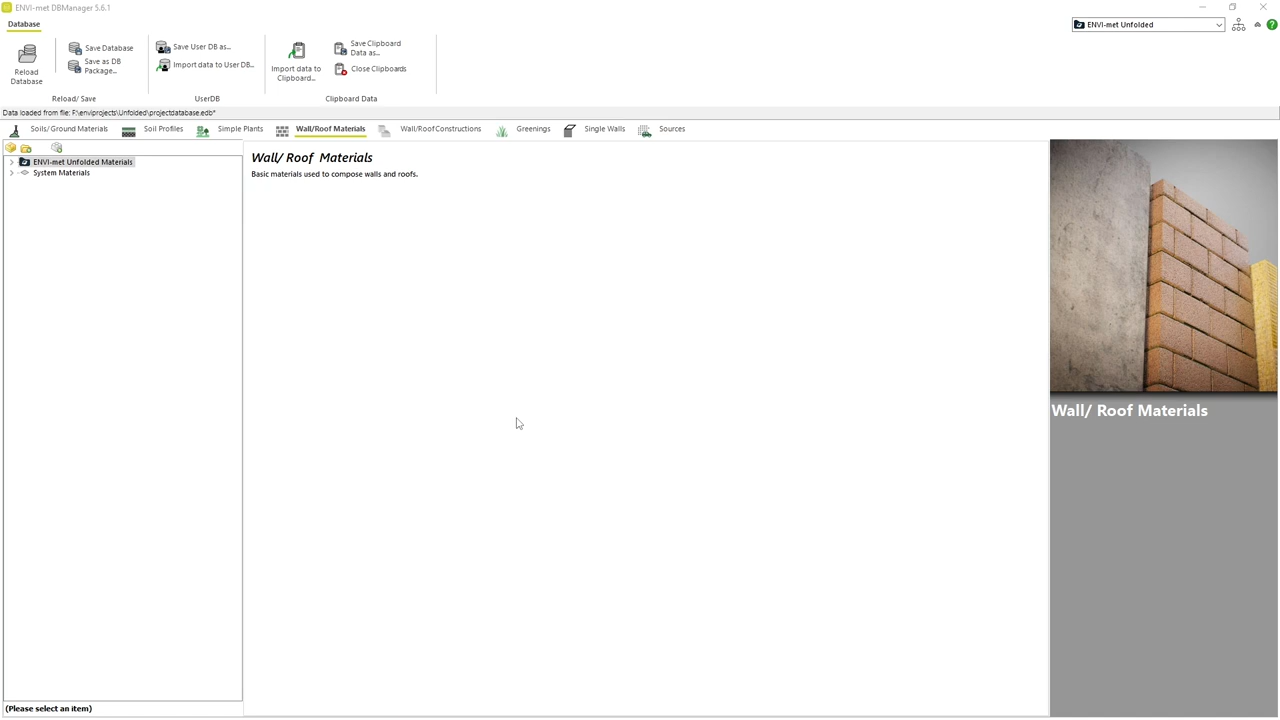 ENVI-met DBManager 5.6.1
Database
ENVI-met Unfolded
Reload
Database
Save Database
Save as DB
Package...
Reload/ Save
Save User DB as...
Import data to User DB...
UserDB
Import data to
Clipboard...
Save Clipboard
Data as...
Close Clipboards
Clipboard Data
Data loaded from file: F:\enviprojects\Unfolded\projectdatabase.edb*
Soils/ Ground Materials
Soil Profiles
Simple Plants
Wall/Roof Materials
Wall/RoofConstructions
Greenings
Single Walls
Sources
ENVI-met Unfolded Materials
System Materials
Wall/ Roof Materials
Basic materials used to compose walls and roofs.
Wall/ Roof Materials
(Please select an item)